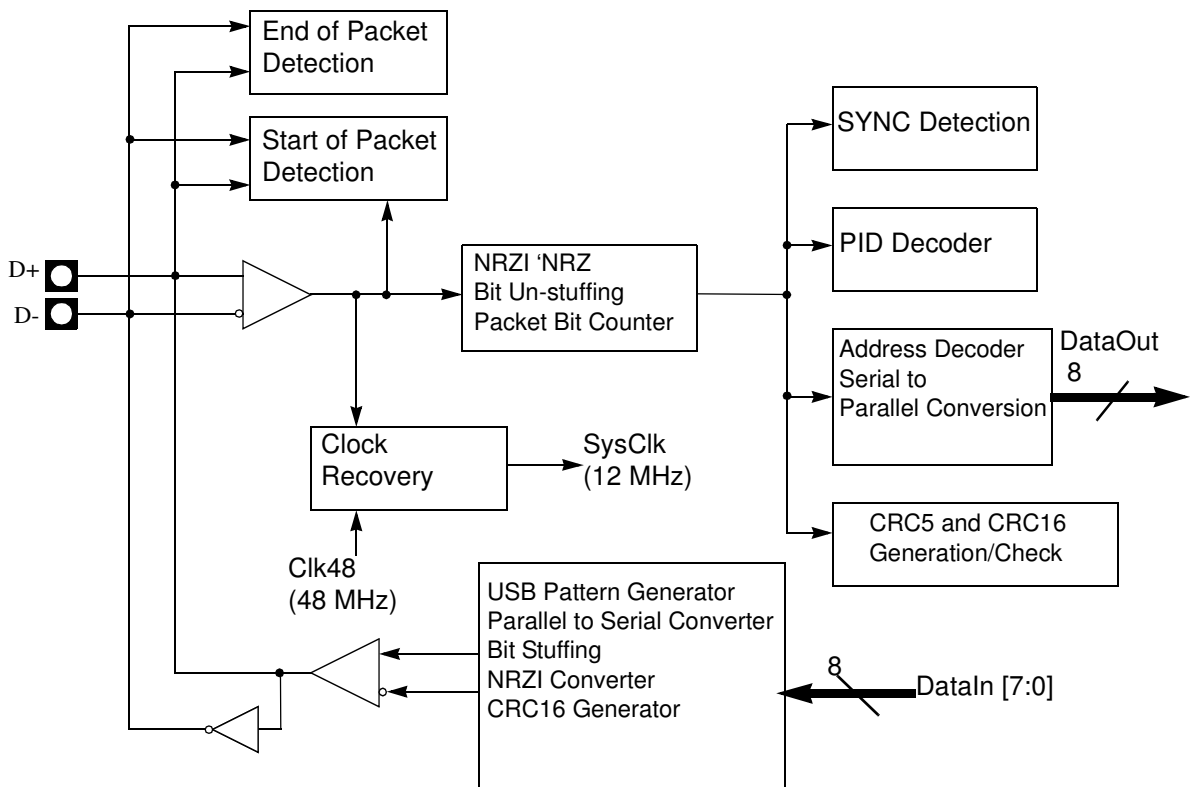 End of Packet
Detection
Start of Packet
Detection
SYNC Detection
PID Decoder
D+
D-
NRZI ‘NRZ
Bit Un-stuffing
Packet Bit Counter
Address Decoder
Serial to
Parallel Conversion
DataOut
8
Clock
Recovery
SysClk
(12 MHz)
CRC5 and CRC16
Generation/Check
Clk48
(48 MHz)
USB Pattern Generator
Parallel to Serial Converter
Bit Stuffing
NRZI Converter
CRC16 Generator
8
DataIn [7:0]